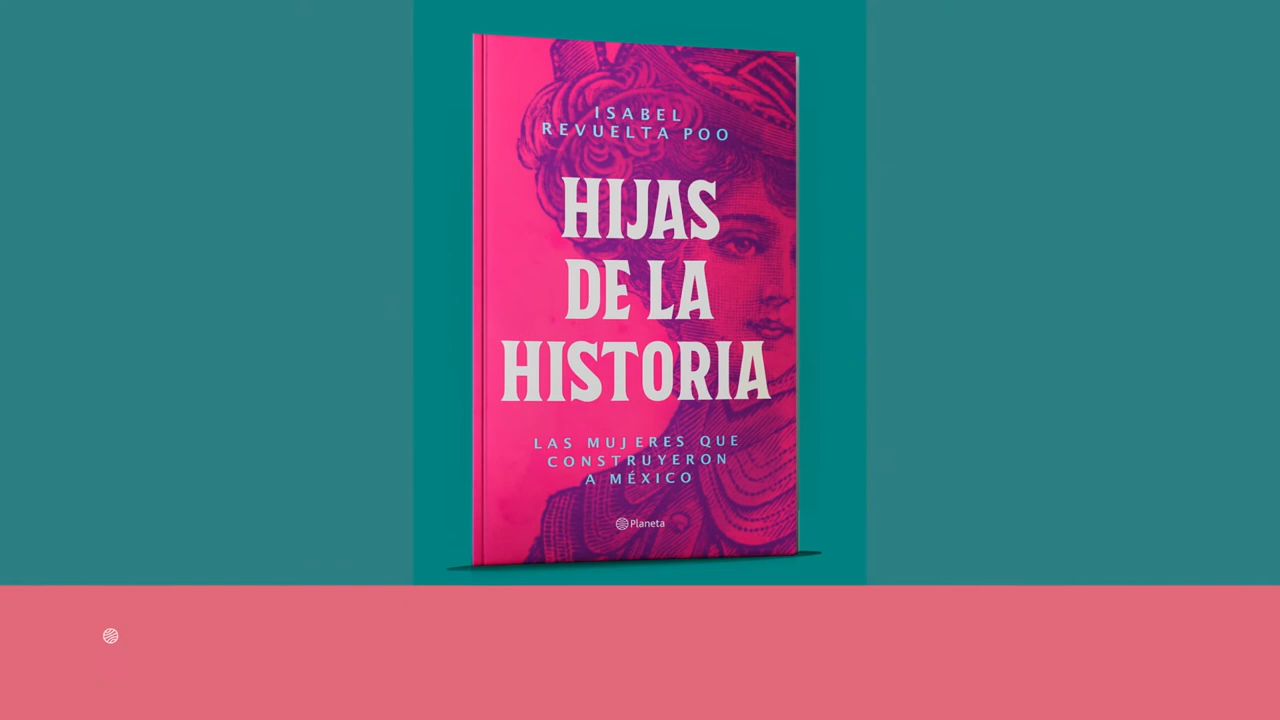 ISABEL
REVUELTA POO
HIJAS
DE LA
HISTORIA
LAS MUJERES QUE
CONSTRUYERON
A MÉXICO
Planeta